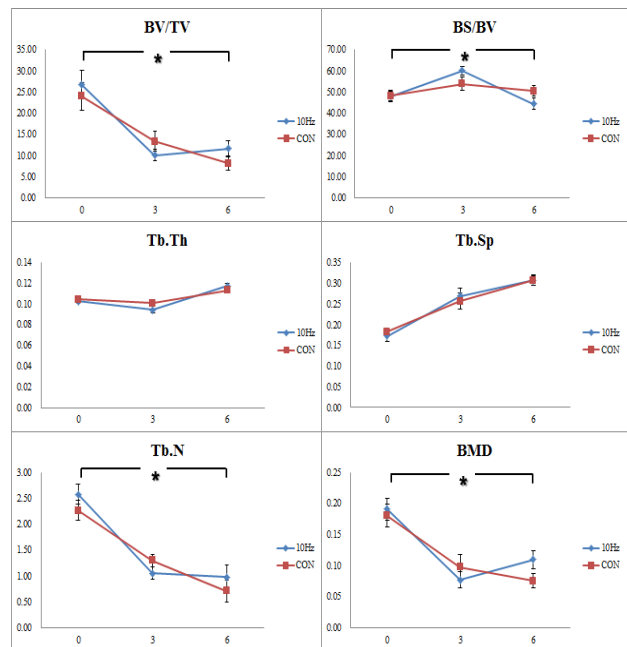 BV/TV
*
35.00
30.00
25.00
20.00
15.00
10.00
5.00
0.00
0 3 6
10Hz
CON
BS/BV
*
70.00
60.00
50.00
40.00
30.00
20.00
10.00
0.00
0 3 6
10Hz
CON
Tb.Th
0.14
0.12
0.10
0.08
0.06
0.04
0.02
0.00
0 3 6
10Hz
CON
Tb.Sp
0.35
0.30
0.25
0.20
0.15
0.10
0.05
0.00
0 3 6
10Hz
CON
Tb.N
*
3.00
2.50
2.00
1.50
1.00
0.50
0.00
0 3 6
10Hz
CON
BMD
*
0.25
0.20
0.15
0.10
0.05
0.00
0 3 6
10Hz
CON